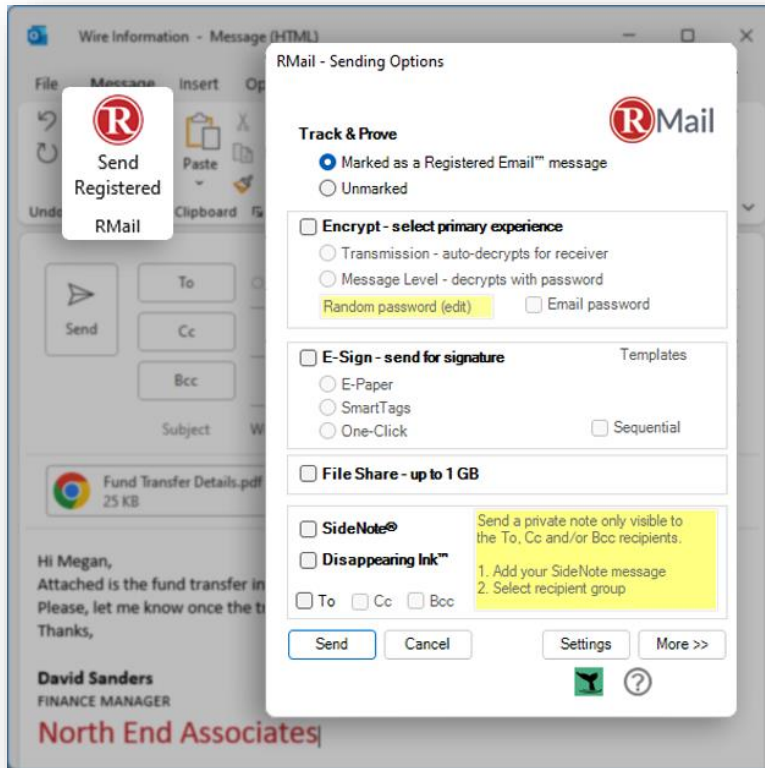 Wire Information - Message (HTML)
File Message Insert Op
Send
Registered
RMail
Paste
Undo
Clipboard
Send
To
Cc
Bcc
Subject
Fund Transfer Details.pdf
25 KB
Hi Megan,
Attached is the fund transfer in
Please, let me know once the t
Thanks,
David Sanders
FINANCE MANAGER
North End Associates
RMail - Sending Options
RMail
Track & Prove
Marked as a Registered Email™ message
Unmarked
Encrypt - select primary experience
Transmission - auto-decrypts for receiver
Message Level - decrypts with password
Random password (edit) Email password
E-Sign - send for signature Templates
E-Paper
SmartTags
One-Click Sequential
File Share - up to 1 GB
SideNote®
Disappearing Ink™
To Cc Bcc
Send a private note only visible to
the To, Cc and/or Bcc recipients.
1. Add your SideNote message
2. Select recipient group
Send Cancel Settings More >>